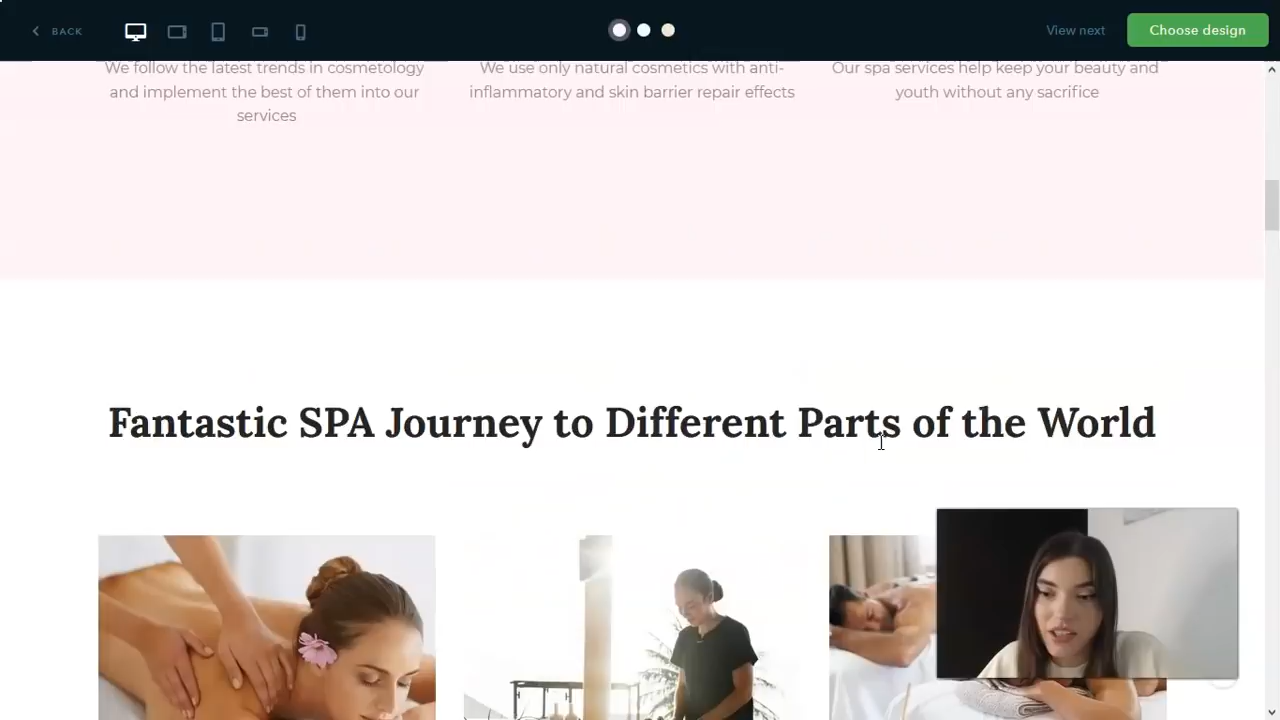 BACK
View next
Choose design
We follow the latest trends in cosmetology
and implement the best of them into our
services
We use only natural cosmetics with anti-
inflammatory and skin barrier repair effects
Our spa services help keep your beauty and
youth without any sacrifice
Fantastic SPA Journey to Different Parts of the World